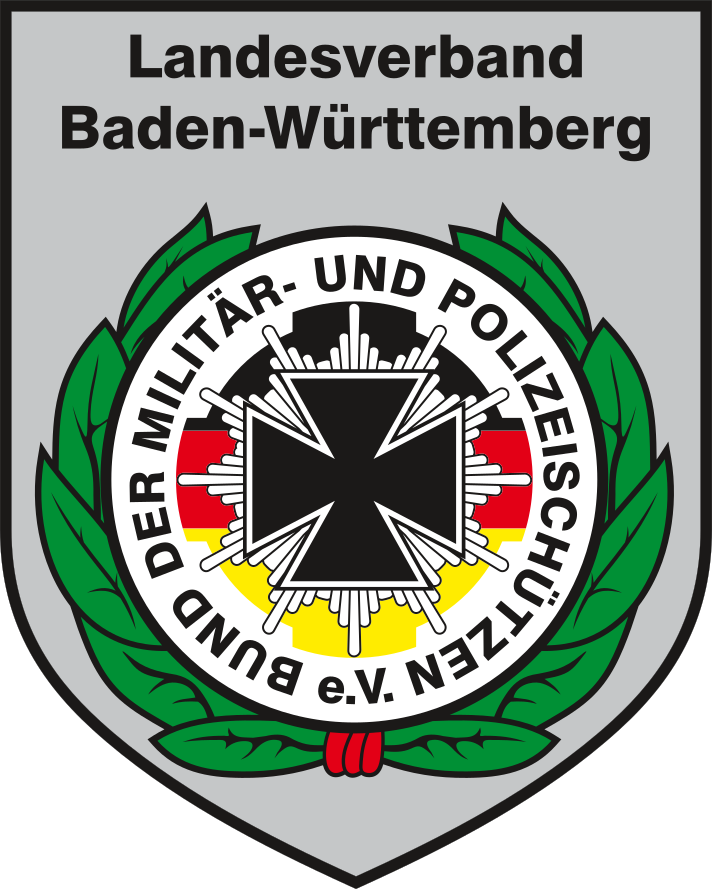 Landesverband
Baden-Württemberg
BUND DER MILITÄR- UND POLIZEISCHÜTZEN e.V.